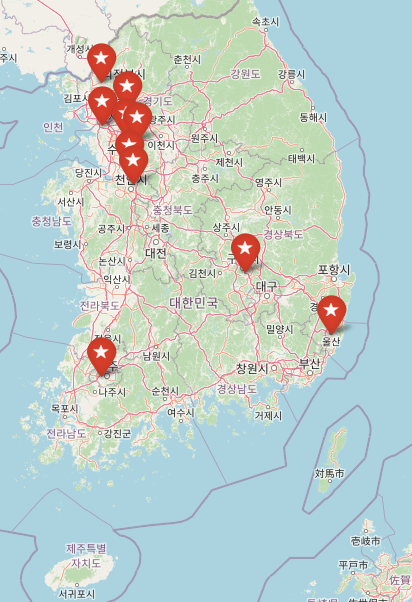 속초시
개성시
주시
춘천시
강원도
강릉시
김포
경기도
동해시
인천
광주시
이천시
원주시
태백시
제천시
당진시
충주시
영주시
서산시
천안시
안동시
충청남도
충청북도
상주시
경상북도
보령시
공주시
세종
대전
논산시
김천시
대구
포항시
익산시
전라북도
대한민국
밀양시
울산
남원시
창원시
부산
나주시
경상남도
순천시
목포시
여수시
거제시
전라남도
강진군
対馬市
제주특별
자치도
서귀포시
壱岐市
平戸市
佐賀